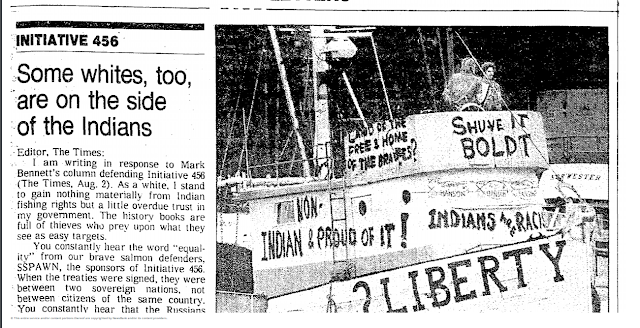 INITIATIVE 456
Some whites, too,
are on the side
of the Indians
Editor, The Times:
I am writing in response to Mark
Bennett's column defending Initiative 456
(The Times, Aug. 2). As a white, I stand
to gain nothing materially from Indian
fishing rights but a little overdue trust in
my government. The history books are
full of thieves who prey upon what they
see as easy targets.
You constantly hear the word "equal-
ity" from our brave salmon defenders,
SSPAWN, the sponsors of Initiative 456.
When the treaties were signed, they were
between two sovereign nations, not
between citizens of the same country.
You constantly hear that the Russians
LAND OF THE
FREE & HOME
OF THE BRAVES?
SHUVE IT
BOLDT
NON-
INDIAN & PROUD OF IT!
INDIANS
? LIBERTY